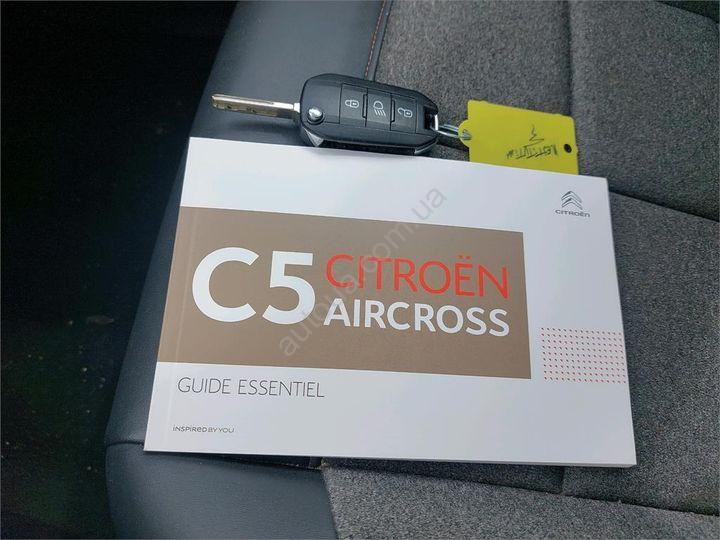 CITROËN
C5 CITROËN
AIRCROSS
GUIDE ESSENTIEL
INSPIRED BY YOU